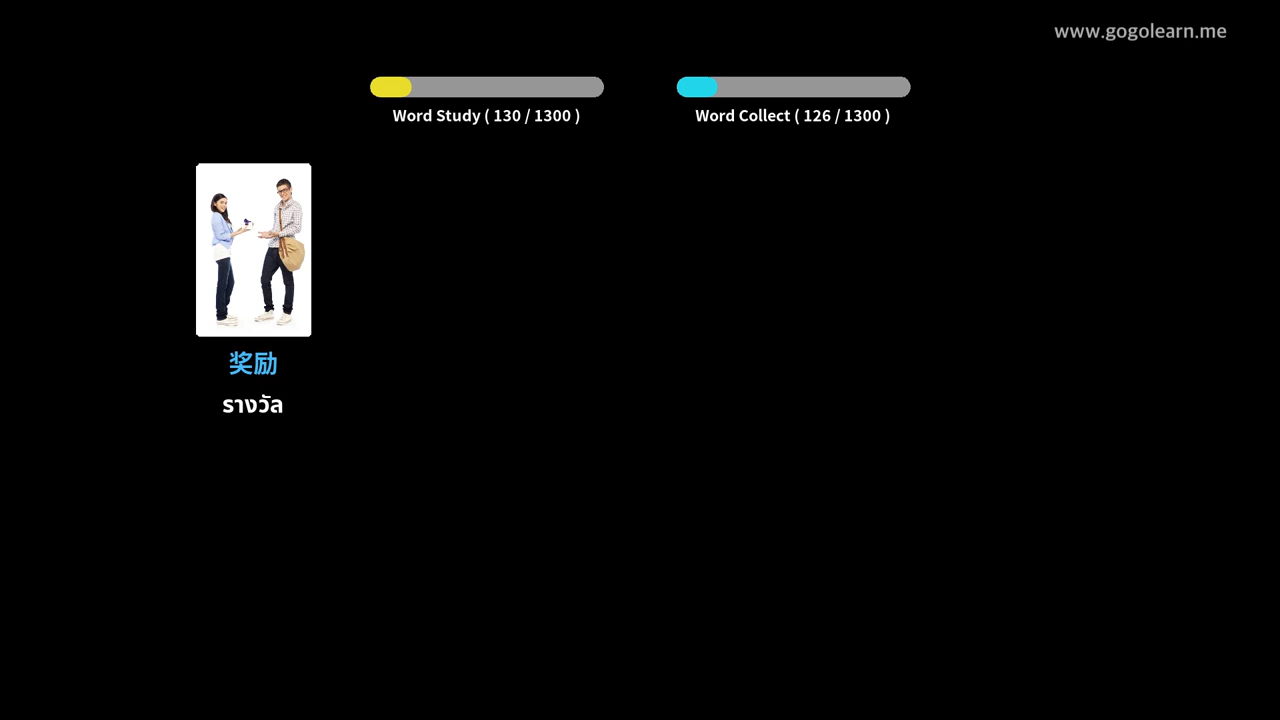 www.gogolearn.me
Word Study ( 130 / 1300 )
Word Collect ( 126 / 1300 )
奖励
รางวัล